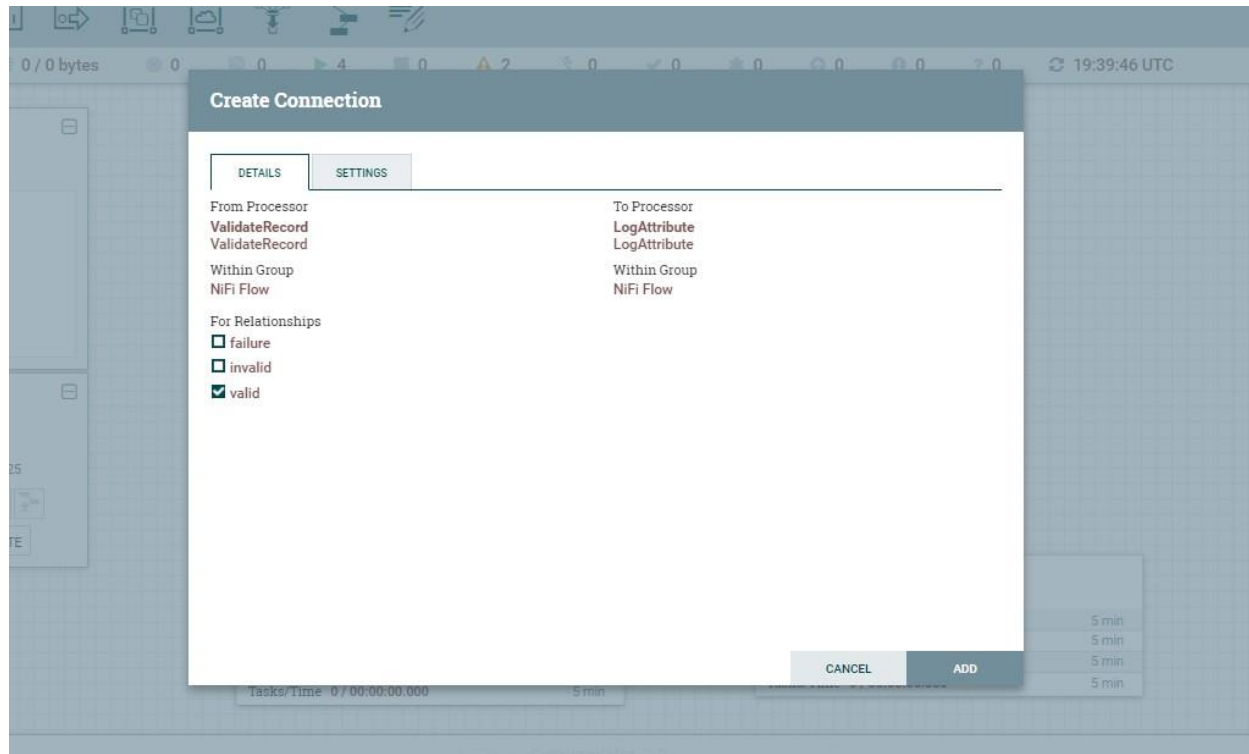 0 / 0 bytes 0 0 4 0 2 0 0 0 0 0 0 19:39:46 UTC
Create Connection
DETAILS SETTINGS
From Processor To Processor
ValidateRecord LogAttribute
ValidateRecord LogAttribute
Within Group Within Group
NiFi Flow NiFi Flow
For Relationships
failure
invalid
valid
25
TE
5 min
5 min
5 min
CANCEL ADD
Tasks/Time 0 / 00:00:00.000 5 min
5 min